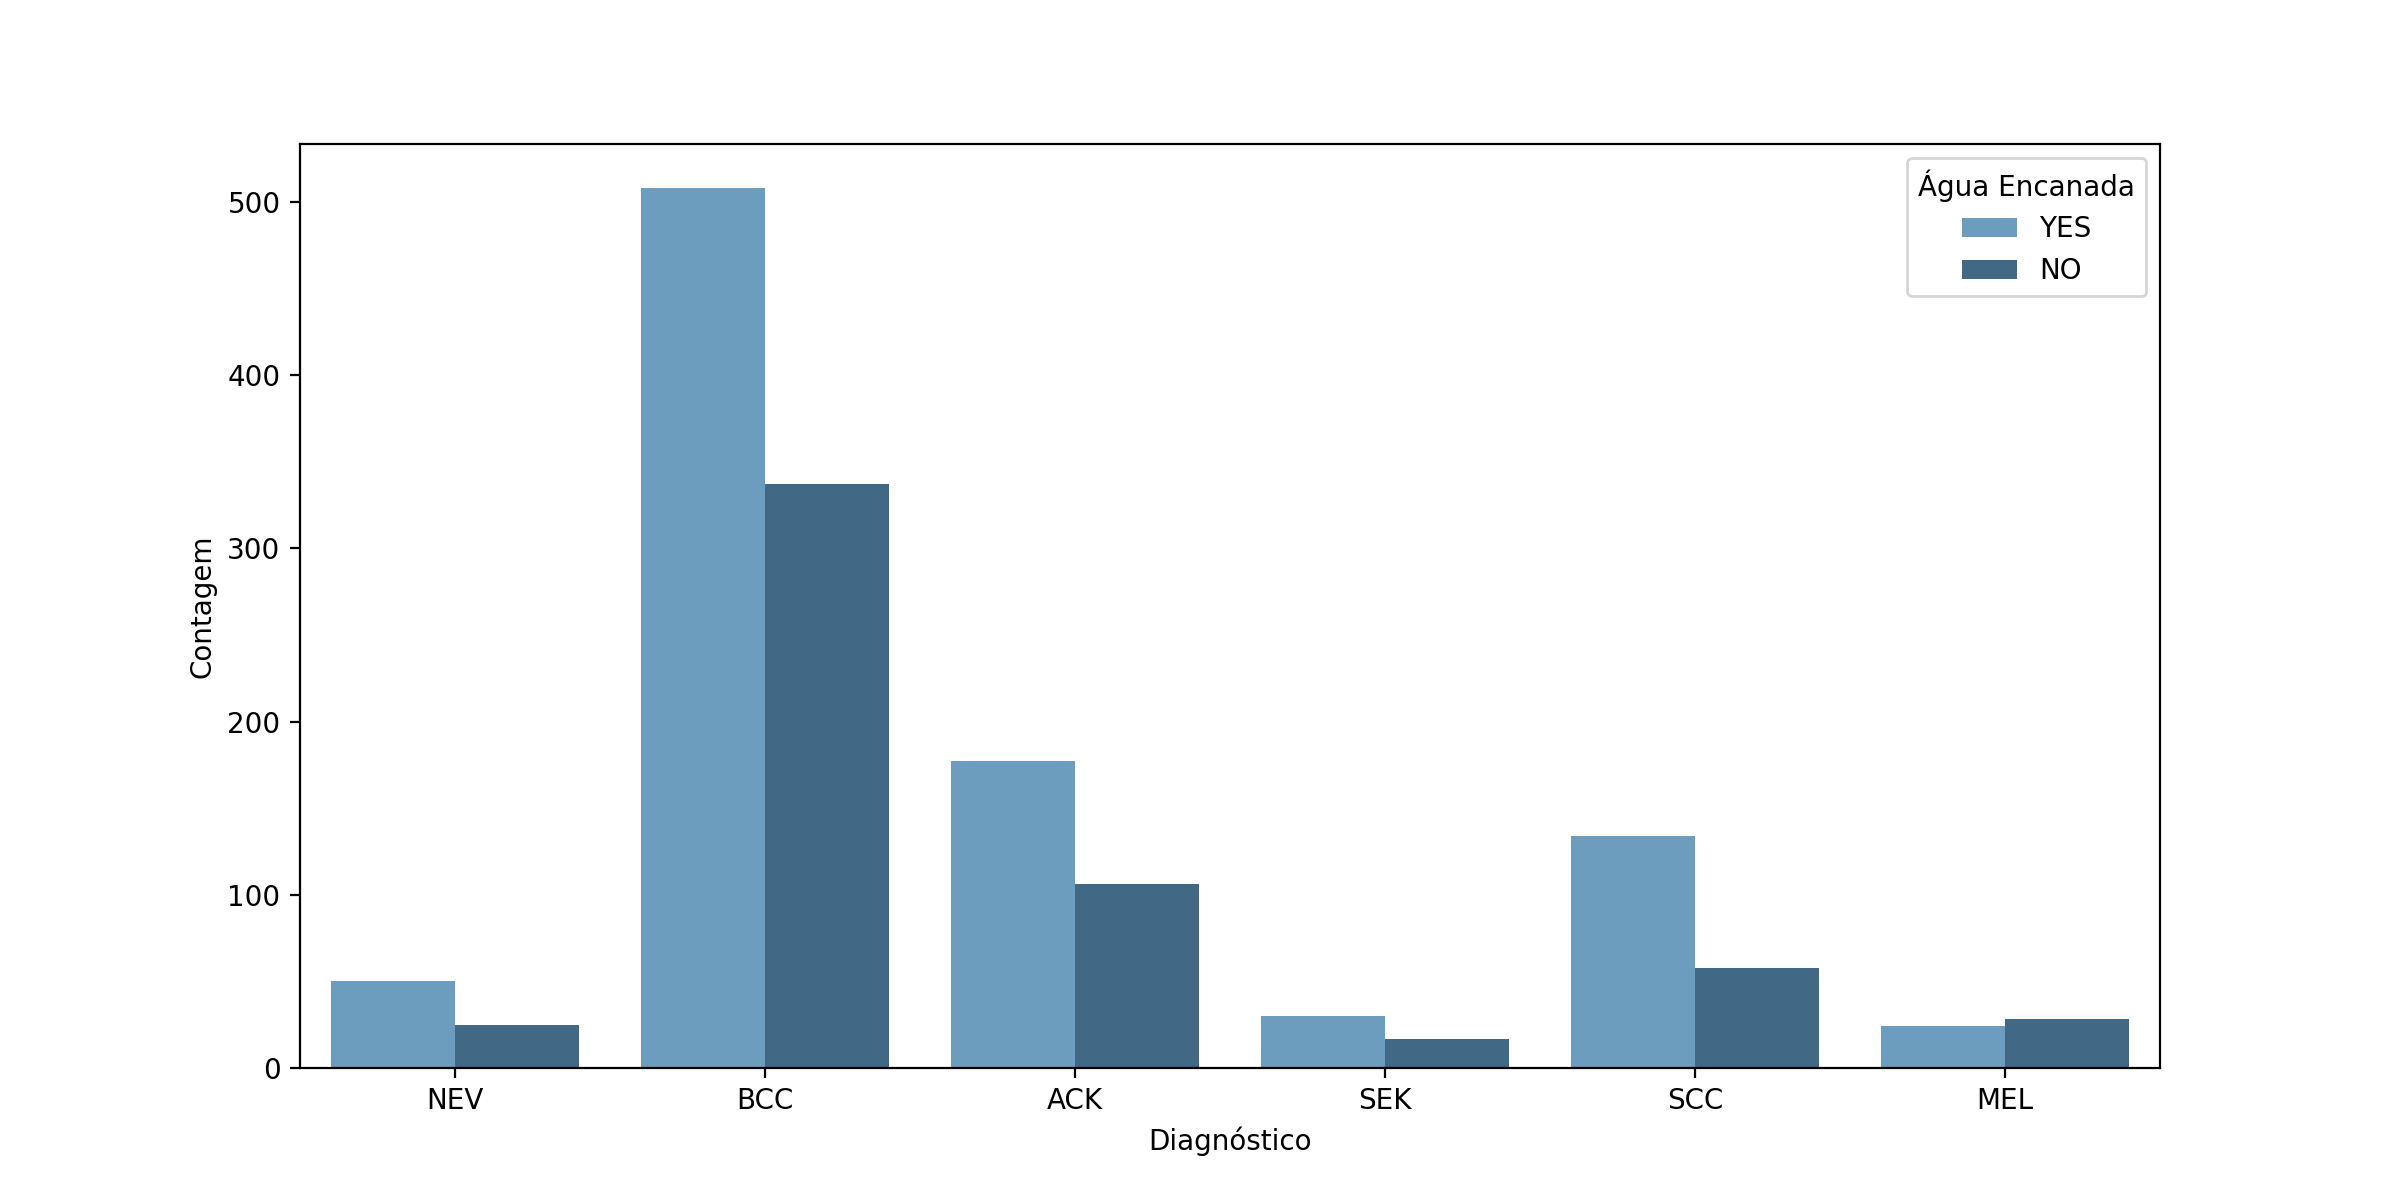 Água Encanada
YES
NO
500
400
300
200
100
0
Contagem
NEV BCC ACK SEK SCC MEL
Diagnóstico